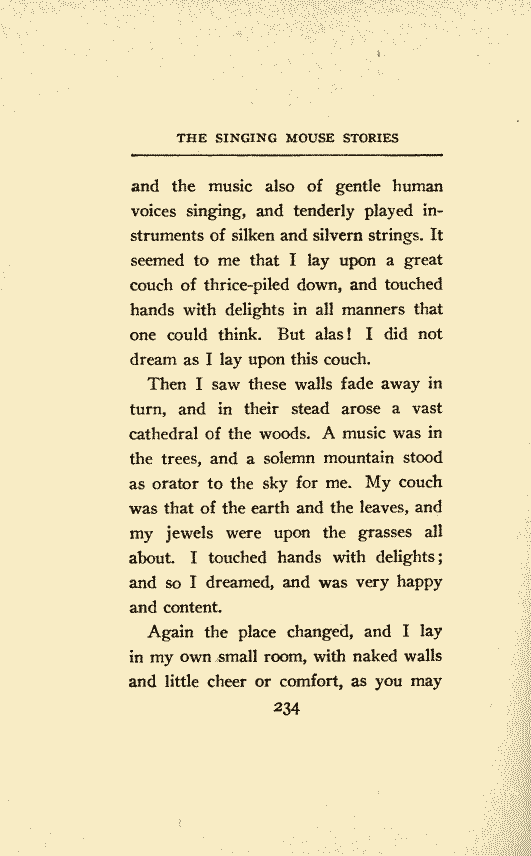 THE SINGING MOUSE STORIES
and the music also of gentle human
voices singing, and tenderly played in-
struments of silken and silvern strings. It
seemed to me that I lay upon a great
couch of thrice-piled down, and touched
hands with delights in all manners that
one could think. But alas! I did not
dream as I lay upon this couch.
Then I saw these walls fade away in
turn, and in their stead arose a vast
cathedral of the woods. A music was in
the trees, and a solemn mountain stood
as orator to the sky for me. My couch
was that of the earth and the leaves, and
my jewels were upon the grasses all
about. I touched hands with delights;
and so I dreamed, and was very happy
and content.
Again the place changed, and I lay
in my own small room, with naked walls
and little cheer or comfort, as you may
234